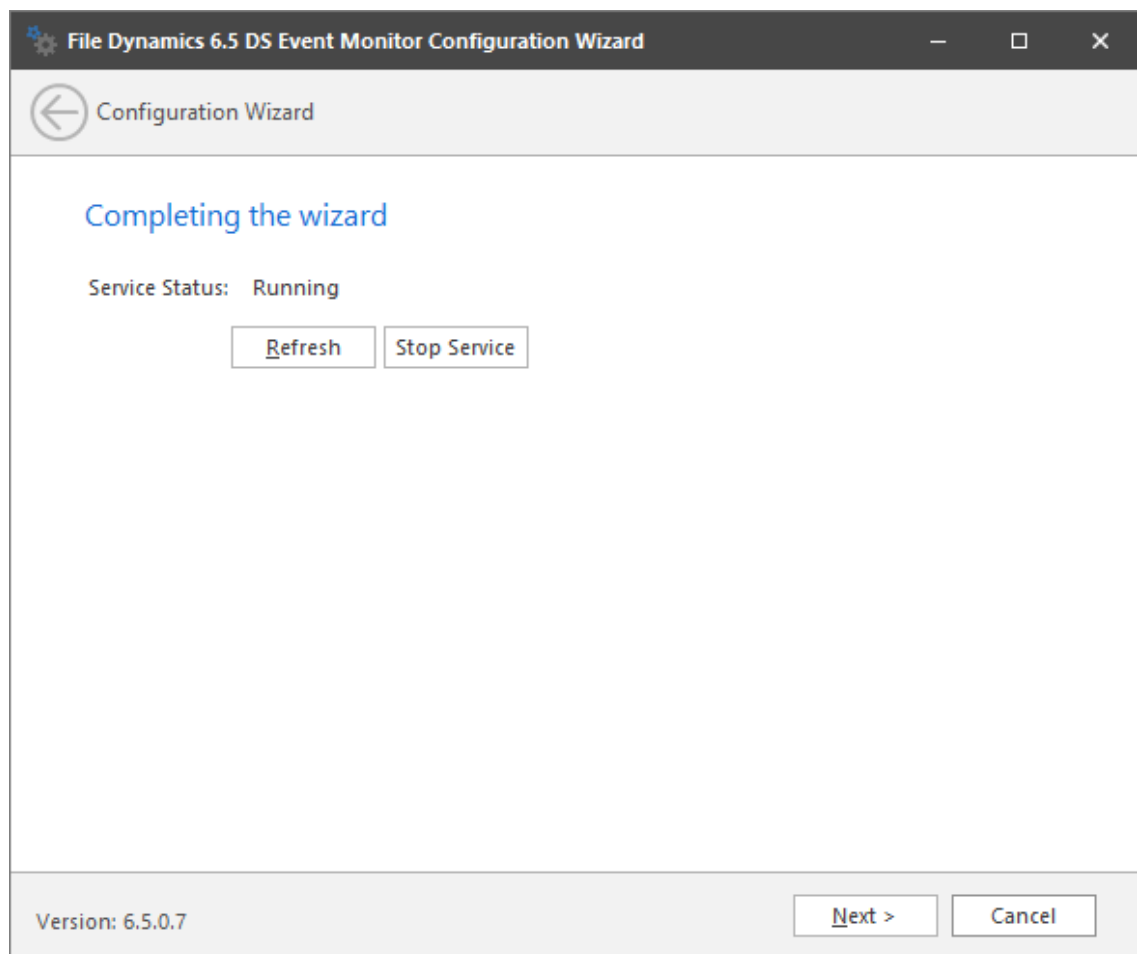 File Dynamics 6.5 DS Event Monitor Configuration Wizard
Configuration Wizard
Completing the wizard
Service Status: Running
Refresh Stop Service
Version: 6.5.0.7 Next > Cancel